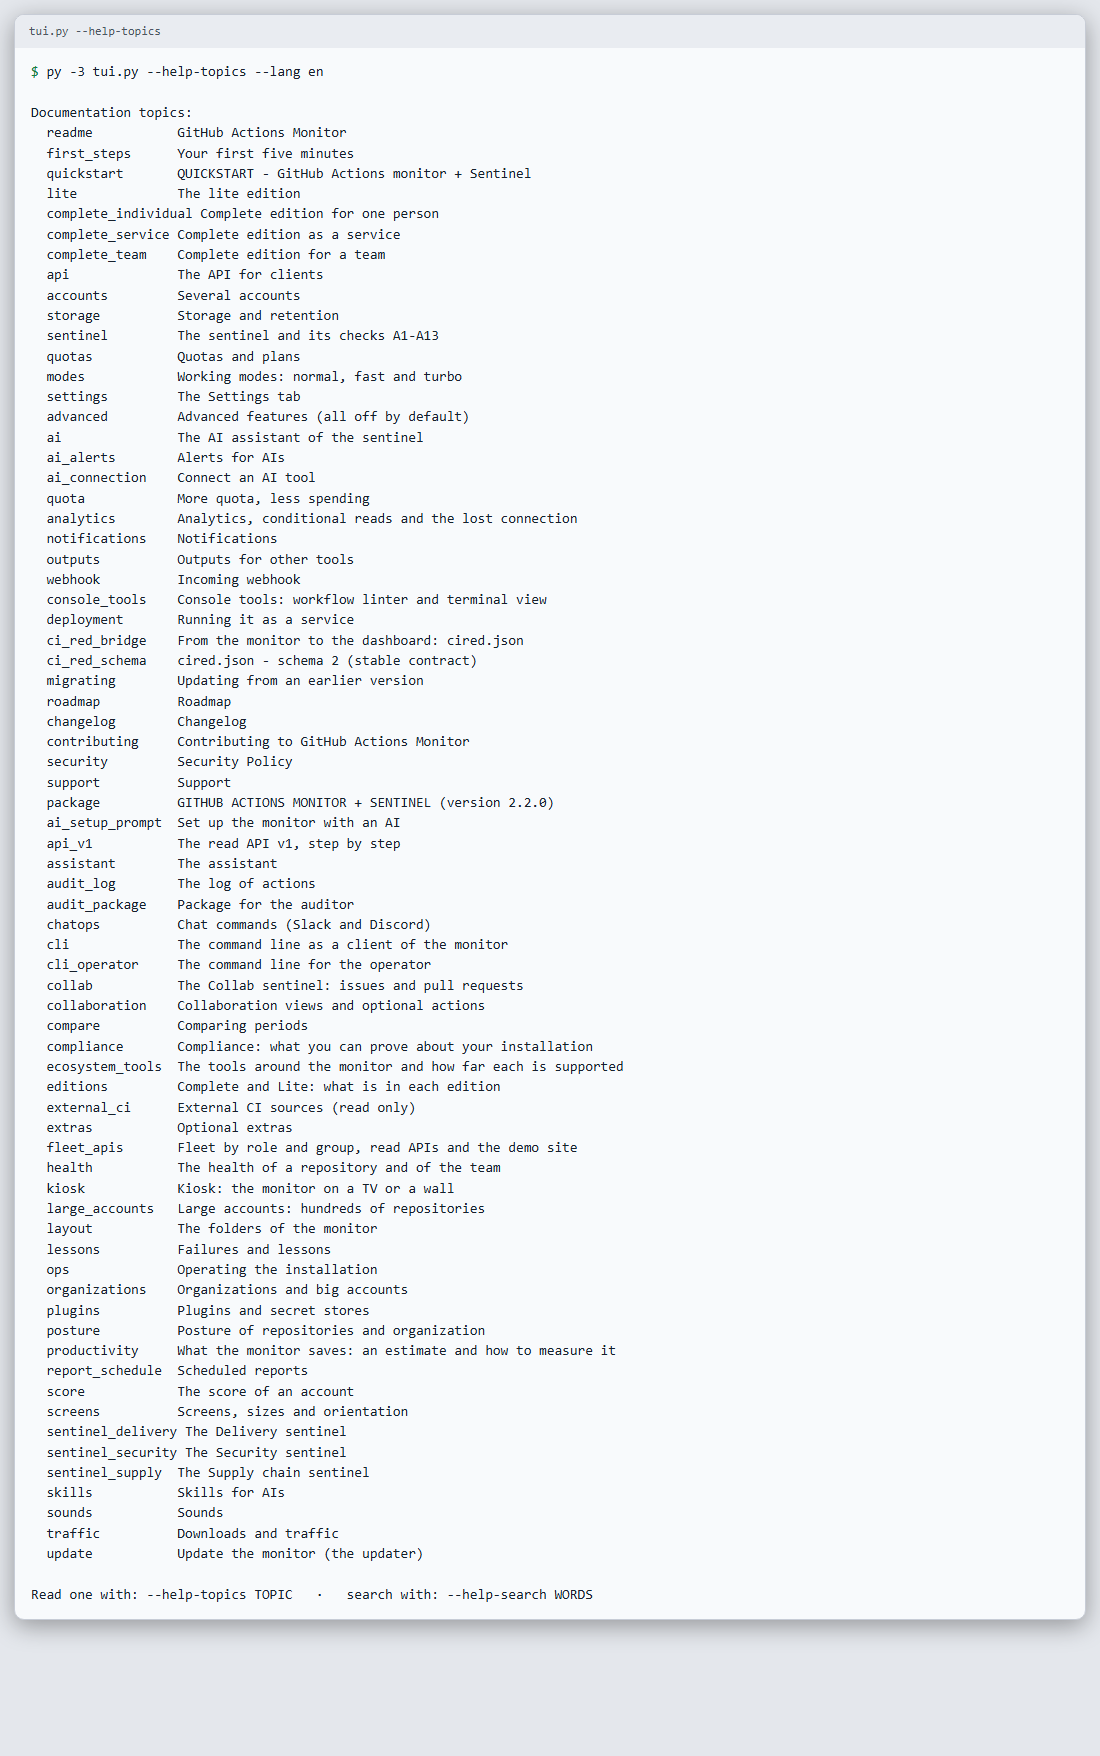 tui.py --help-topics
$ py -3 tui.py --help-topics --lang en
Documentation topics:
readme GitHub Actions Monitor
first_steps Your first five minutes
quickstart QUICKSTART - GitHub Actions monitor + Sentinel
lite The lite edition
complete_individual Complete edition for one person
complete_service Complete edition as a service
complete_team Complete edition for a team
api The API for clients
accounts Several accounts
storage Storage and retention
sentinel The sentinel and its checks A1-A13
quotas Quotas and plans
modes Working modes: normal, fast and turbo
settings The Settings tab
advanced Advanced features (all off by default)
ai The AI assistant of the sentinel
ai_alerts Alerts for AIs
ai_connection Connect an AI tool
quota More quota, less spending
analytics Analytics, conditional reads and the lost connection
notifications Notifications
outputs Outputs for other tools
webhook Incoming webhook
console_tools Console tools: workflow linter and terminal view
deployment Running it as a service
ci_red_bridge From the monitor to the dashboard: cired.json
ci_red_schema cired.json - schema 2 (stable contract)
migrating Updating from an earlier version
roadmap Roadmap
changelog Changelog
contributing Contributing to GitHub Actions Monitor
security Security Policy
support Support
package GITHUB ACTIONS MONITOR + SENTINEL (version 2.2.0)
ai_setup_prompt Set up the monitor with an AI
api_v1 The read API v1, step by step
assistant The assistant
audit_log The log of actions
audit_package Package for the auditor
chatops Chat commands (Slack and Discord)
cli The command line as a client of the monitor
cli_operator The command line for the operator
collab The Collab sentinel: issues and pull requests
collaboration Collaboration views and optional actions
compare Comparing periods
compliance Compliance: what you can prove about your installation
ecosystem_tools The tools around the monitor and how far each is supported
editions Complete and Lite: what is in each edition
external_ci External CI sources (read only)
extras Optional extras
fleet_apis Fleet by role and group, read APIs and the demo site
health The health of a repository and of the team
kiosk Kiosk: the monitor on a TV or a wall
large_accounts Large accounts: hundreds of repositories
layout The folders of the monitor
lessons Failures and lessons
ops Operating the installation
organizations Organizations and big accounts
plugins Plugins and secret stores
posture Posture of repositories and organization
productivity What the monitor saves: an estimate and how to measure it
report_schedule Scheduled reports
score The score of an account
screens Screens, sizes and orientation
sentinel_delivery The Delivery sentinel
sentinel_security The Security sentinel
sentinel_supply The Supply chain sentinel
skills Skills for AIs
sounds Sounds
traffic Downloads and traffic
update Update the monitor (the updater)
Read one with: --help-topics TOPIC · search with: --help-search WORDS